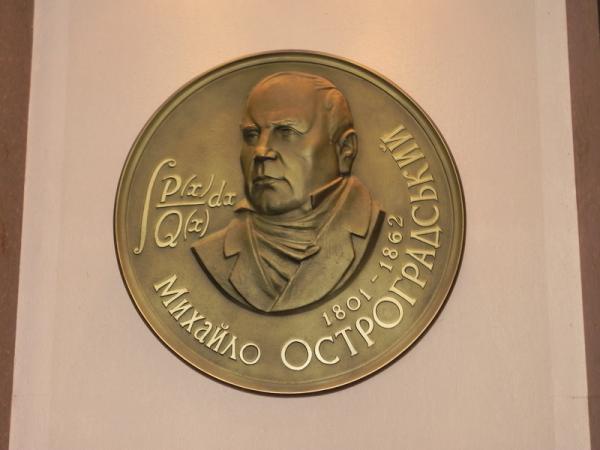 ∫ P(x)/Q(x) dx
Михайло
ОСТРОГРАДСЬКИЙ
1801 - 1862